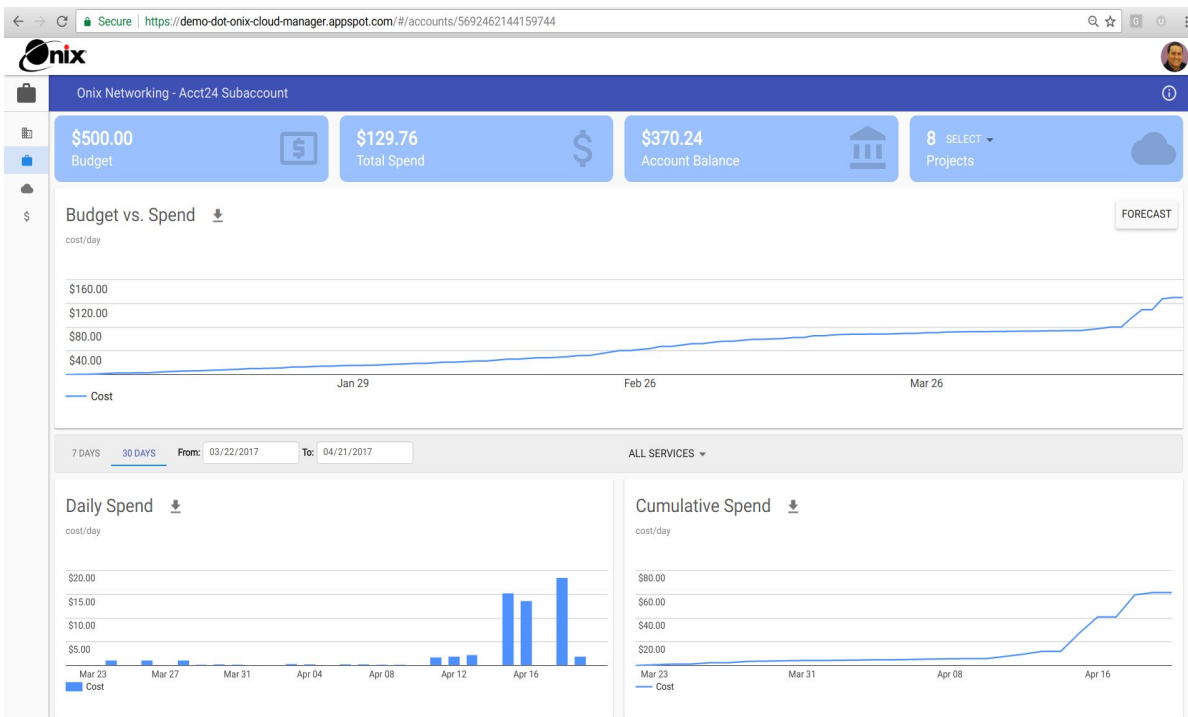 Secure | https://demo-dot-onix-cloud-manager.appspot.com/#/accounts/5692462144159744
Onix
Onix Networking - Acct24 Subaccount
$500.00
Budget
$129.76
Total Spend
$370.24
Account Balance
8 SELECT
Projects
Budget vs. Spend
FORECAST
cost/day
$160.00
$120.00
$80.00
$40.00
Jan 29 Feb 26 Mar 26
Cost
7 DAYS 30 DAYS From: 03/22/2017 To: 04/21/2017 ALL SERVICES
Daily Spend
cost/day
$20.00
$15.00
$10.00
$5.00
Mar 23 Mar 27 Mar 31 Apr 04 Apr 08 Apr 12 Apr 16
Cost
Cumulative Spend
cost/day
$80.00
$60.00
$40.00
$20.00
Mar 23 Mar 31 Apr 08 Apr 16
Cost